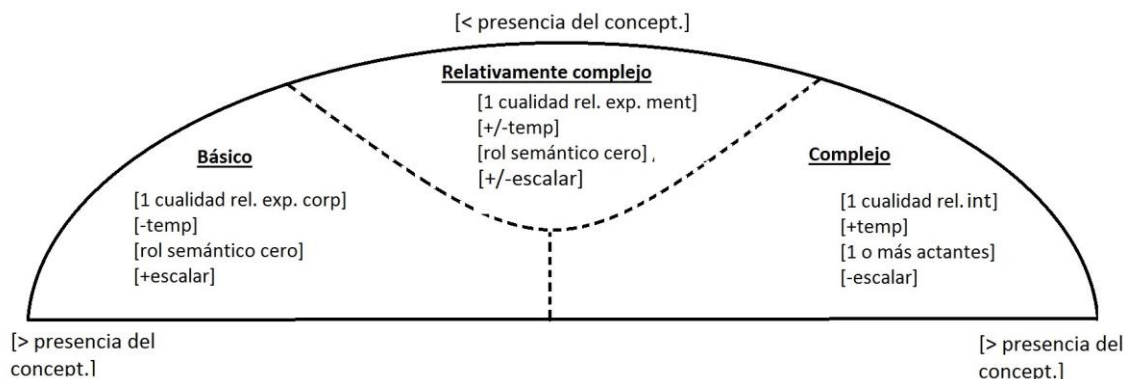 [< presencia del concept.]
Relativamente complejo
[1 cualidad rel. exp. ment]
[+/-temp]
[rol semántico cero] ,
[+/-escalar]
Básico
[1 cualidad rel. exp. corp]
[-temp]
[rol semántico cero]
[+escalar]
Complejo
[1 cualidad rel. int]
[+temp]
[1 o más actantes]
[-escalar]
[> presencia del
concept.]
[> presencia del
concept.]